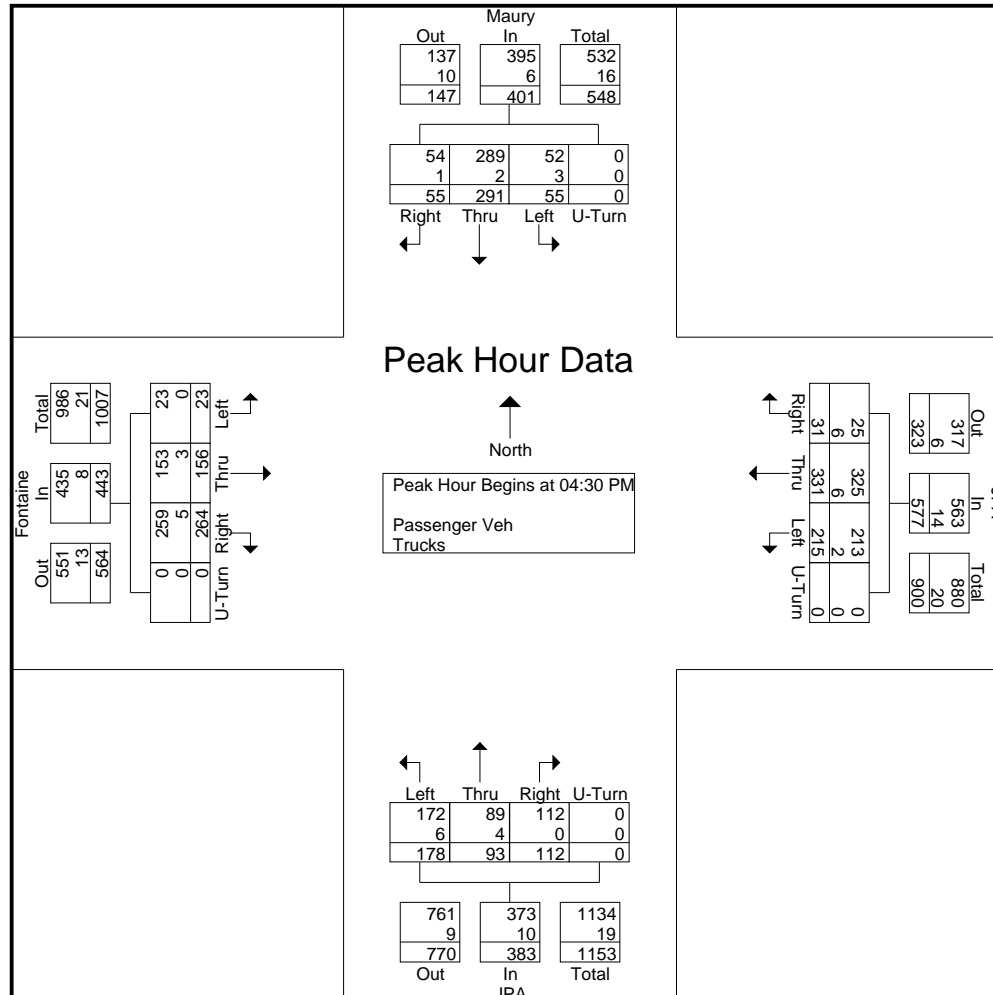 Maury
Out In Total
137 395 532
10 6 16
147 401 548
54 289 52 0
1 2 3 0
55 291 55 0
Right Thru Left U-Turn
Peak Hour Data
North
Peak Hour Begins at 04:30 PM
Passenger Veh
Trucks
Fontaine
Out In Total
551 435 986
13 8 21
564 443 1007
U-Turn Right Thru Left
0 259 153 23
0 5 3 0
0 264 156 23
Out In Total
317 563 880
6 14 20
323 577 900
Right Thru Left U-Turn
25 325 213 0
6 6 2 0
31 331 215 0
Left Thru Right U-Turn
172 89 112 0
6 4 0 0
178 93 112 0
761 373 1134
9 10 19
770 383 1153
Out In Total
JPA